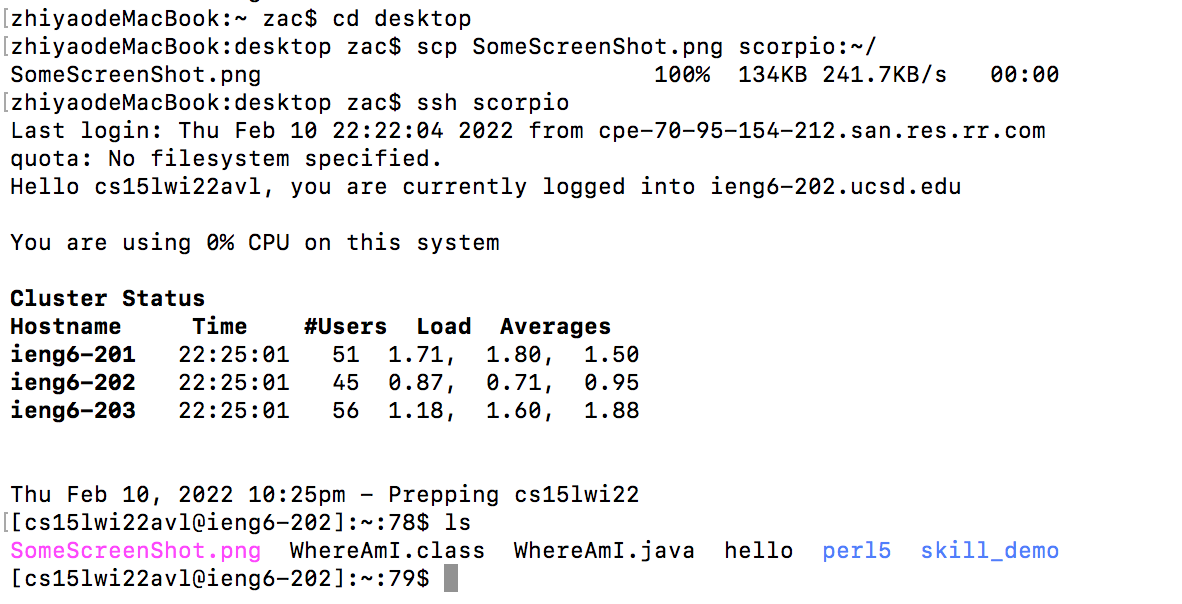 [zhiyaodeMacBook:~ zac$ cd desktop
[zhiyaodeMacBook:desktop zac$ scp SomeScreenShot.png scorpio:~/
SomeScreenShot.png 100% 134KB 241.7KB/s 00:00
[zhiyaodeMacBook:desktop zac$ ssh scorpio
Last login: Thu Feb 10 22:22:04 2022 from cpe-70-95-154-212.san.res.rr.com
quota: No filesystem specified.
Hello cs15lwi22avl, you are currently logged into ieng6-202.ucsd.edu
You are using 0% CPU on this system
Cluster Status
Hostname Time #Users Load Averages
ieng6-201 22:25:01 51 1.71, 1.80, 1.50
ieng6-202 22:25:01 45 0.87, 0.71, 0.95
ieng6-203 22:25:01 56 1.18, 1.60, 1.88
Thu Feb 10, 2022 10:25pm - Prepping cs15lwi22
[[cs15lwi22avl@ieng6-202]:~:78$ ls
SomeScreenShot.png WhereAmI.class WhereAmI.java hello perl5 skill_demo
[cs15lwi22avl@ieng6-202]:~:79$